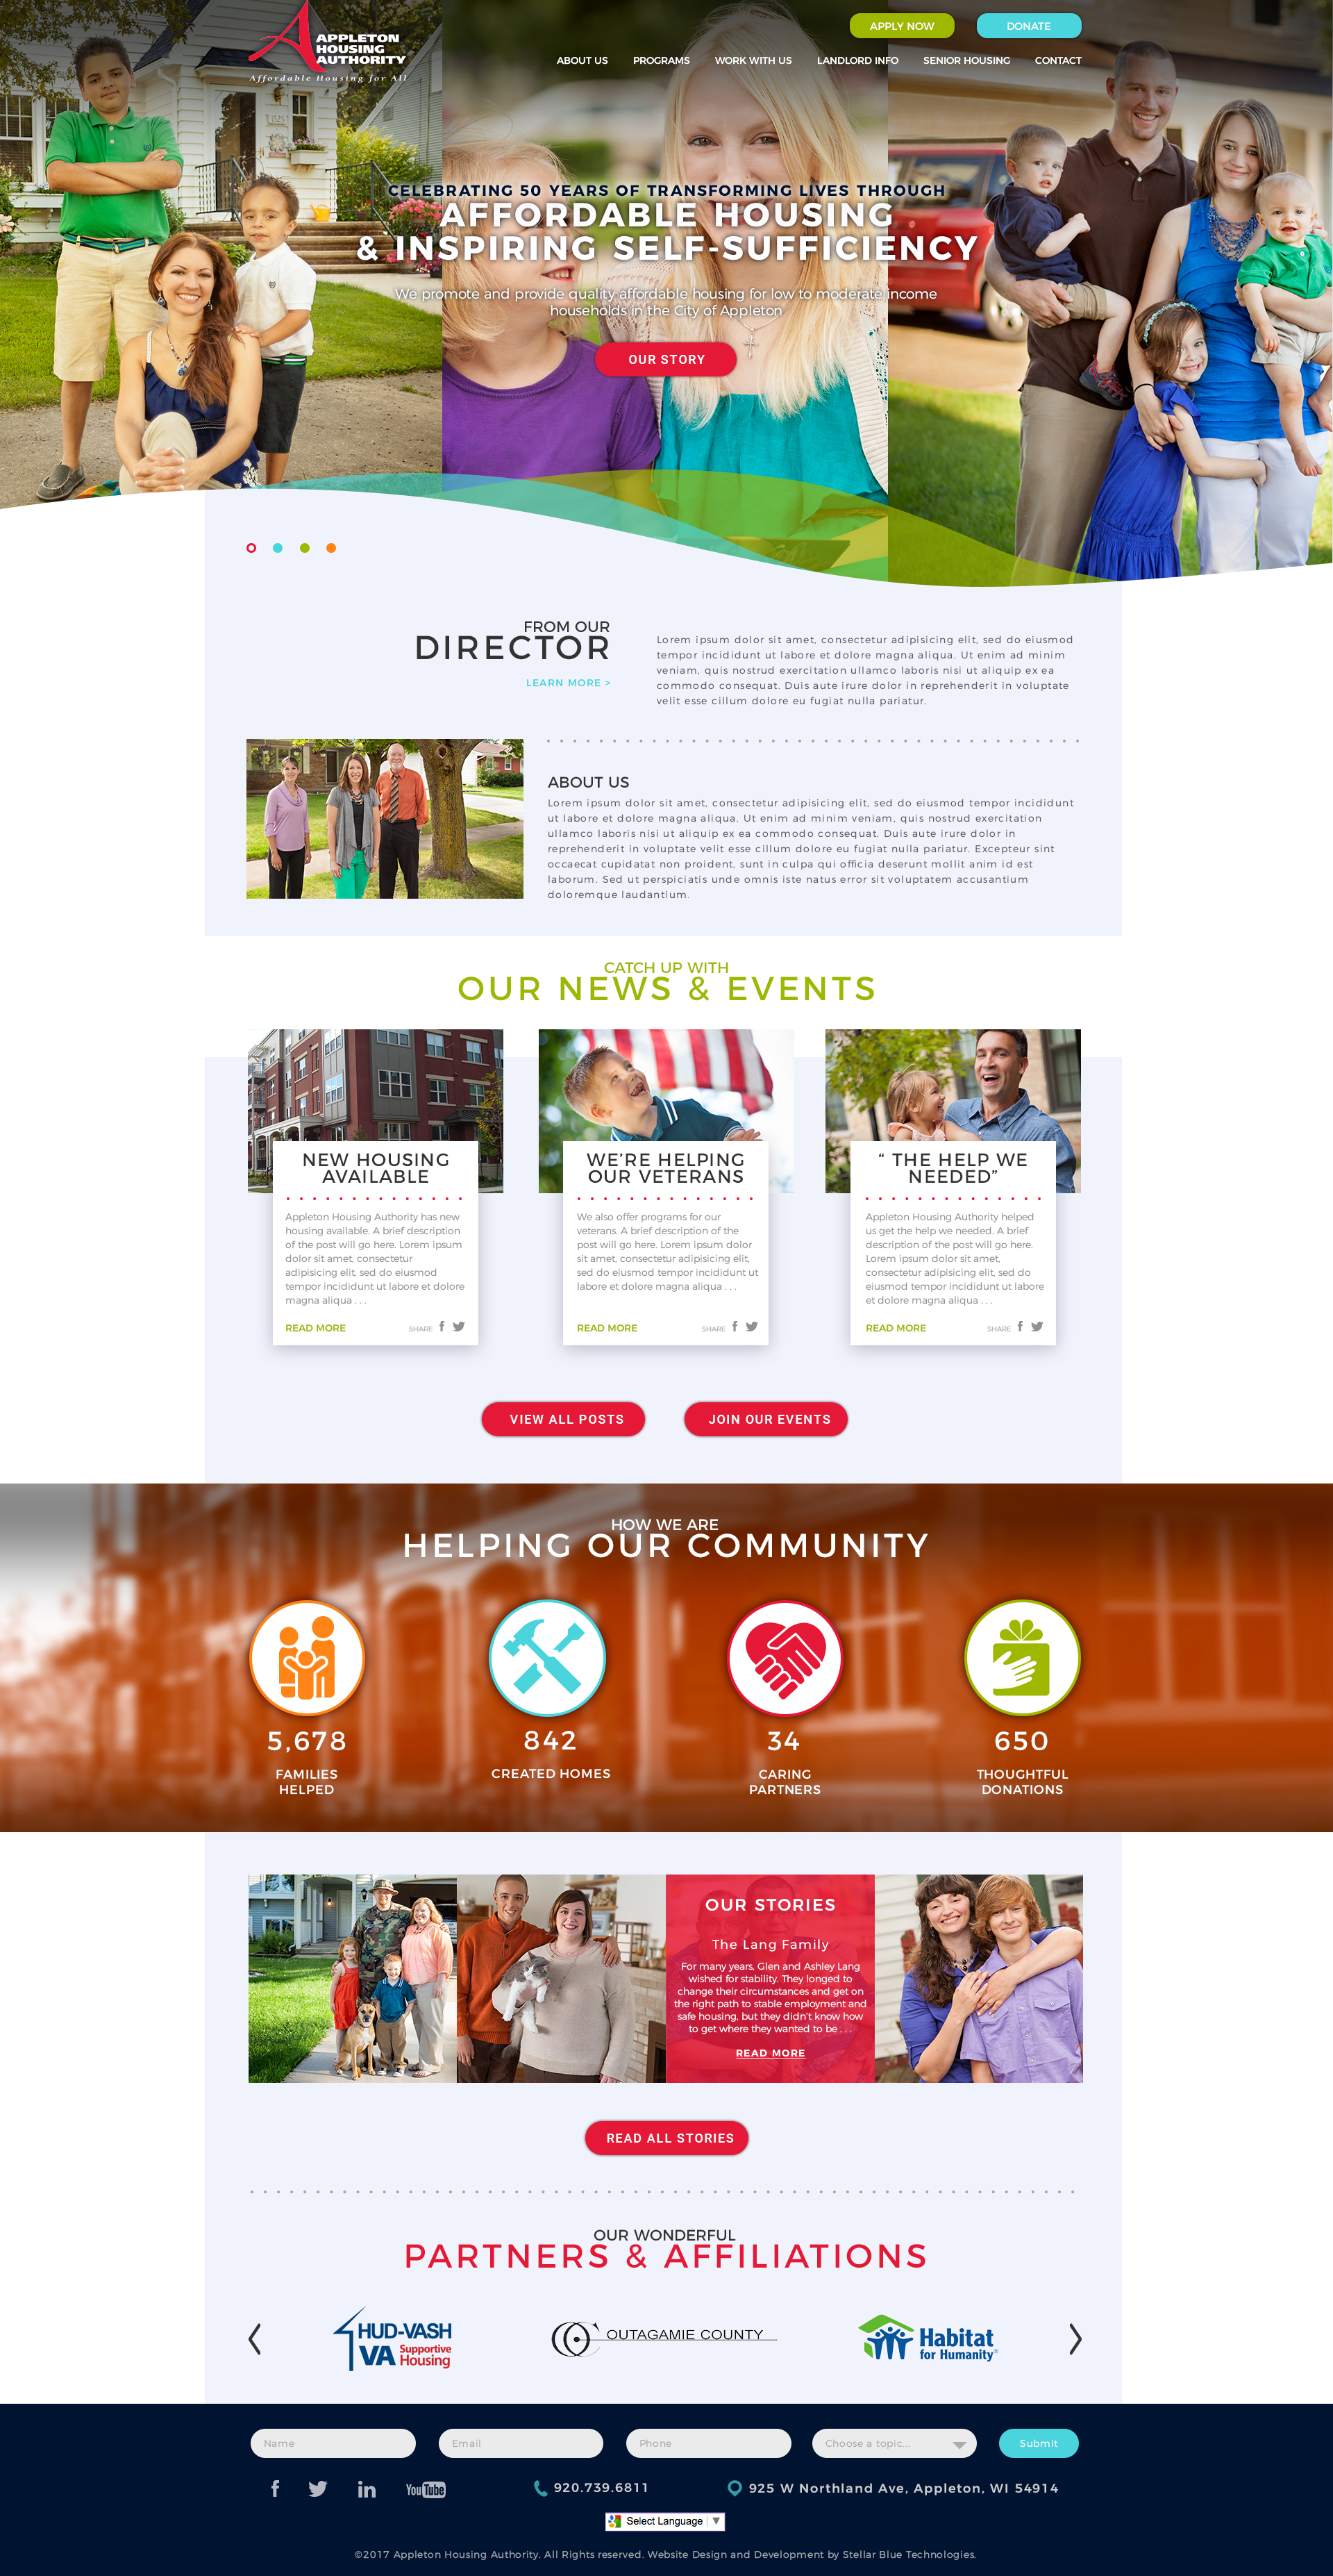 APPLETON
HOUSING
AUTHORITY
Affordable Housing for All
APPLY NOW
DONATE
ABOUT US
PROGRAMS
WORK WITH US
LANDLORD INFO
SENIOR HOUSING
CONTACT
CELEBRATING 50 YEARS OF TRANSFORMING LIVES THROUGH
AFFORDABLE HOUSING
& INSPIRING SELF-SUFFICIENCY
We promote and provide quality affordable housing for low to moderate income
households in the City of Appleton
OUR STORY
FROM OUR
DIRECTOR
LEARN MORE >
Lorem ipsum dolor sit amet, consectetur adipisicing elit, sed do eiusmod
tempor incididunt ut labore et dolore magna aliqua. Ut enim ad minim
veniam, quis nostrud exercitation ullamco laboris nisi ut aliquip ex ea
commodo consequat. Duis aute irure dolor in reprehenderit in voluptate
velit esse cillum dolore eu fugiat nulla pariatur.
ABOUT US
Lorem ipsum dolor sit amet, consectetur adipisicing elit, sed do eiusmod tempor incididunt
ut labore et dolore magna aliqua. Ut enim ad minim veniam, quis nostrud exercitation
ullamco laboris nisi ut aliquip ex ea commodo consequat. Duis aute irure dolor in
reprehenderit in voluptate velit esse cillum dolore eu fugiat nulla pariatur. Excepteur sint
occaecat cupidatat non proident, sunt in culpa qui officia deserunt mollit anim id est
laborum. Sed ut perspiciatis unde omnis iste natus error sit voluptatem accusantium
doloremque laudantium.
CATCH UP WITH
OUR NEWS & EVENTS
NEW HOUSING
AVAILABLE
Appleton Housing Authority has new
housing available. A brief description
of the post will go here. Lorem ipsum
dolor sit amet, consectetur
adipisicing elit, sed do eiusmod
tempor incididunt ut labore et dolore
magna aliqua . . .
READ MORE
SHARE
WE'RE HELPING
OUR VETERANS
We also offer programs for our
veterans. A brief description of the
post will go here. Lorem ipsum dolor
sit amet, consectetur adipisicing elit,
sed do eiusmod tempor incididunt ut
labore et dolore magna aliqua . . .
READ MORE
SHARE
“ THE HELP WE
NEEDED”
Appleton Housing Authority helped
us get the help we needed. A brief
description of the post will go here.
Lorem ipsum dolor sit amet,
consectetur adipisicing elit, sed do
eiusmod tempor incididunt ut labore
et dolore magna aliqua . . .
READ MORE
SHARE
VIEW ALL POSTS
JOIN OUR EVENTS
HOW WE ARE
HELPING OUR COMMUNITY
5,678
FAMILIES
HELPED
842
CREATED HOMES
34
CARING
PARTNERS
650
THOUGHTFUL
DONATIONS
OUR STORIES
The Lang Family
For many years, Glen and Ashley Lang
wished for stability. They longed to
change their circumstances and get on
the right path to stable employment and
safe housing, but they didn't know how
to get where they wanted to be . . .
READ MORE
READ ALL STORIES
OUR WONDERFUL
PARTNERS & AFFILIATIONS
HUD-VASH
VA Supportive
Housing
OUTAGAMIE COUNTY
Habitat
for Humanity®
Name
Email
Phone
Choose a topic...
Submit
You Tube
920.739.6811
925 W Northland Ave, Appleton, WI 54914
Select Language
©2017 Appleton Housing Authority. All Rights reserved. Website Design and Development by Stellar Blue Technologies.